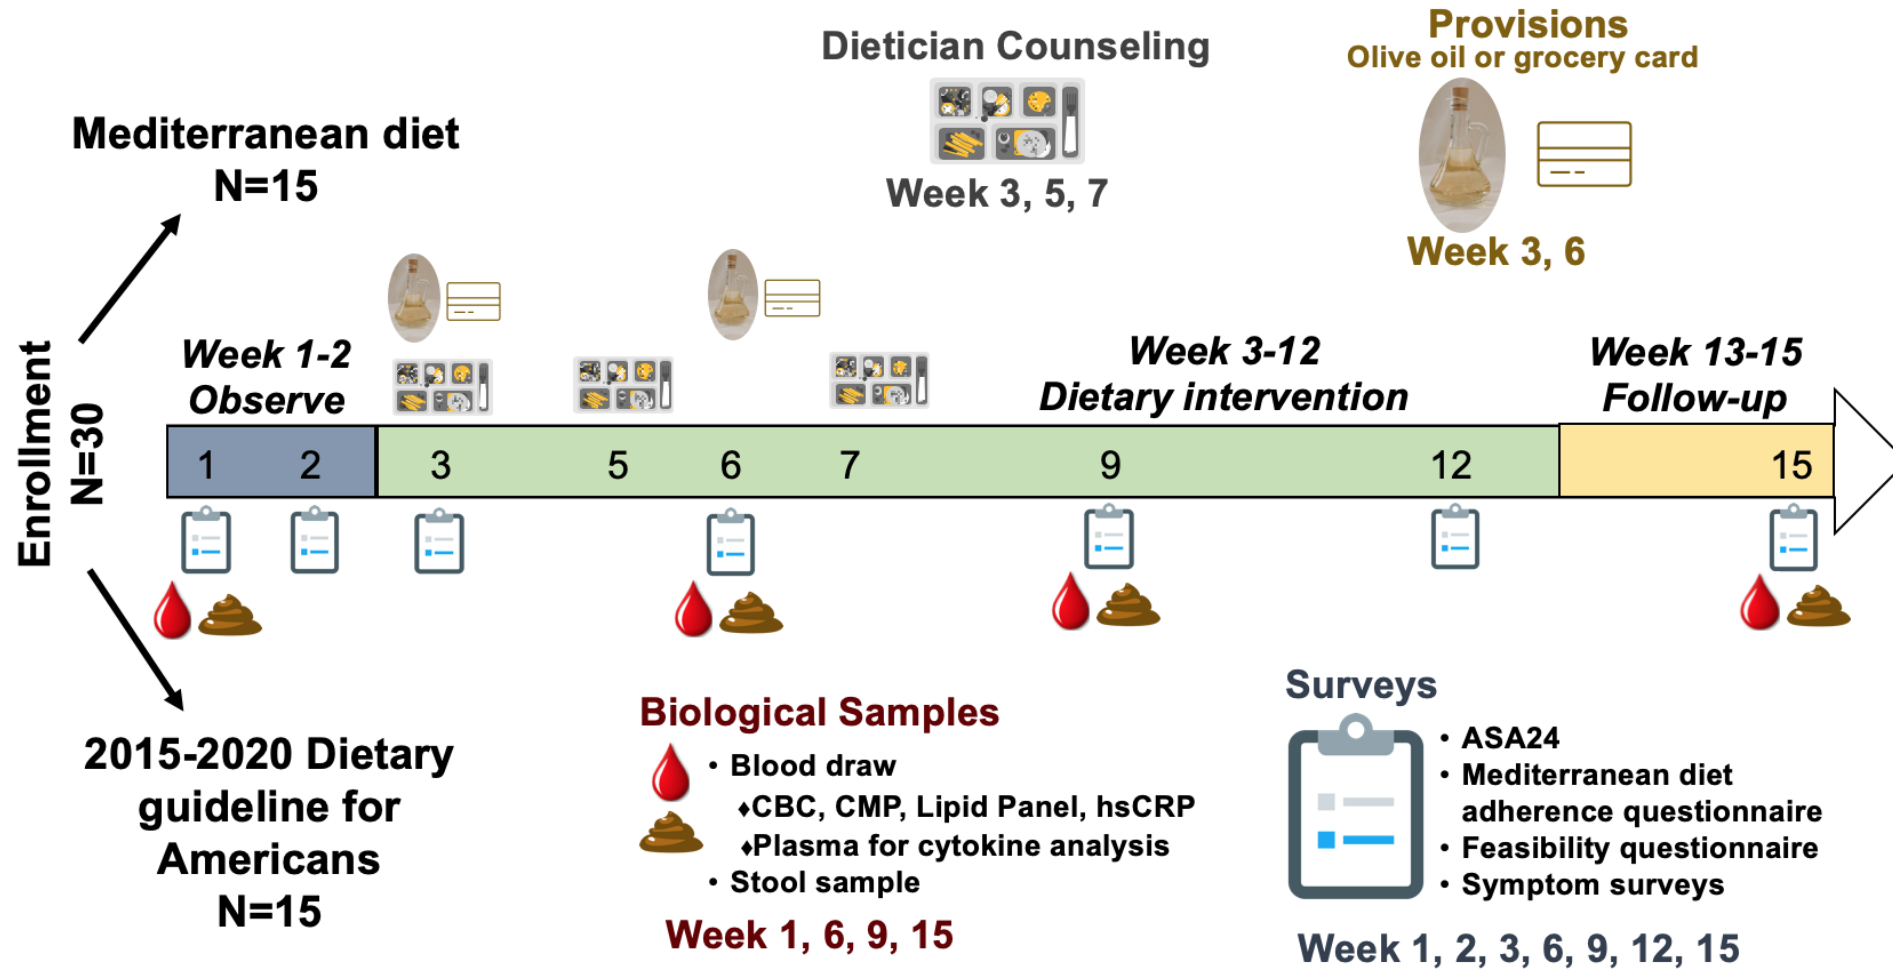 Dietician Counseling
Week 3, 5, 7
Provisions
Olive oil or grocery card
Week 3, 6
Mediterranean diet
N=15
Enrollment
N=30
Week 1-2
Observe
Week 3-12
Dietary intervention
Week 13-15
Follow-up
1 2 3 5 6 7 9 12 15
2015-2020 Dietary
guideline for
Americans
N=15
Biological Samples
• Blood draw
♦CBC, CMP, Lipid Panel, hsCRP
♦Plasma for cytokine analysis
• Stool sample
Week 1, 6, 9, 15
Surveys
• ASA24
• Mediterranean diet
adherence questionnaire
• Feasibility questionnaire
• Symptom surveys
Week 1, 2, 3, 6, 9, 12, 15